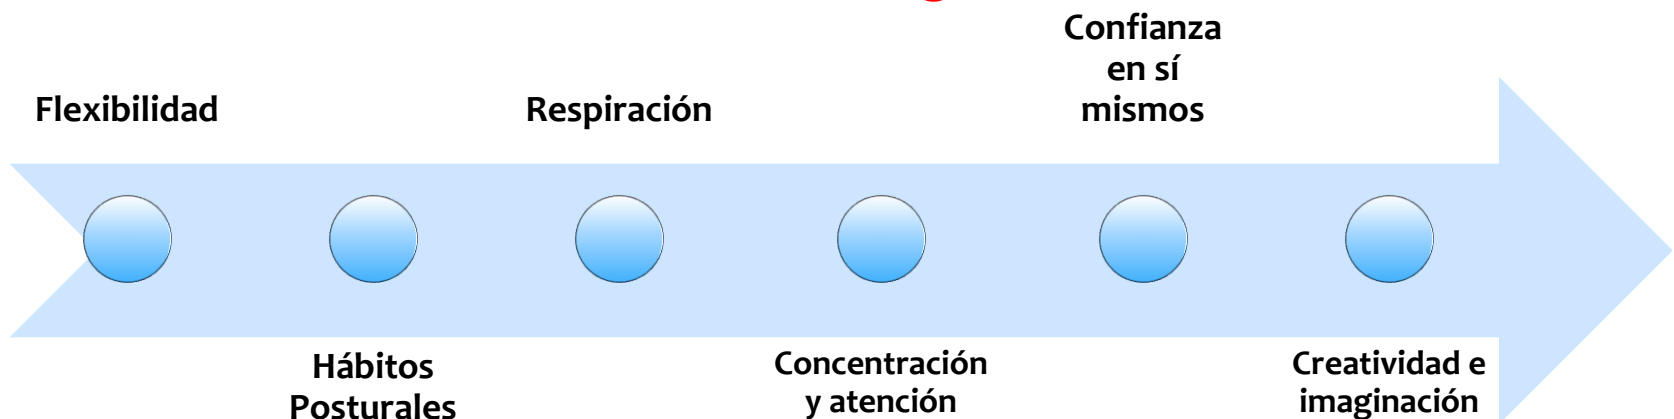 Flexibilidad
Hábitos
Posturales
Respiración
Concentración
y atención
Confianza
en sí
mismos
Creatividad e
imaginación